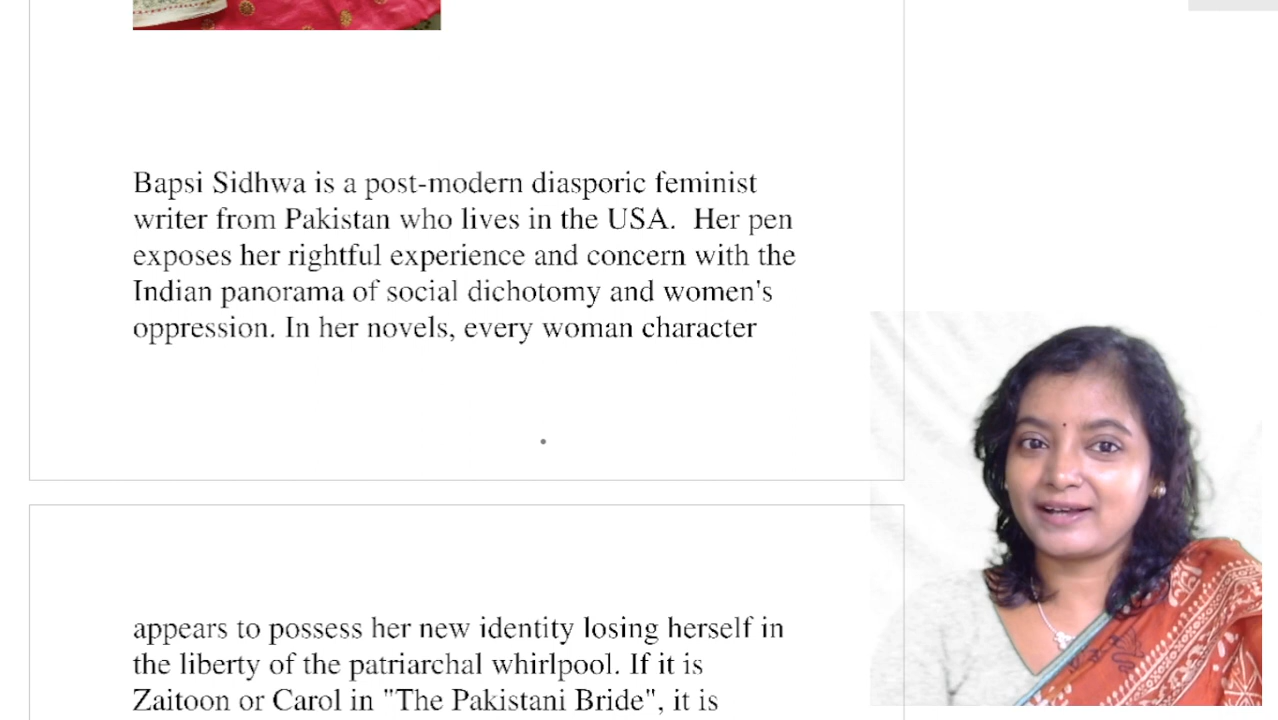 Bapsi Sidhwa is a post-modern diasporic feminist
writer from Pakistan who lives in the USA.  Her pen
exposes her rightful experience and concern with the
Indian panorama of social dichotomy and women's
oppression. In her novels, every woman character
appears to possess her new identity losing herself in
the liberty of the patriarchal whirlpool. If it is
Zaitoon or Carol in "The Pakistani Bride", it is